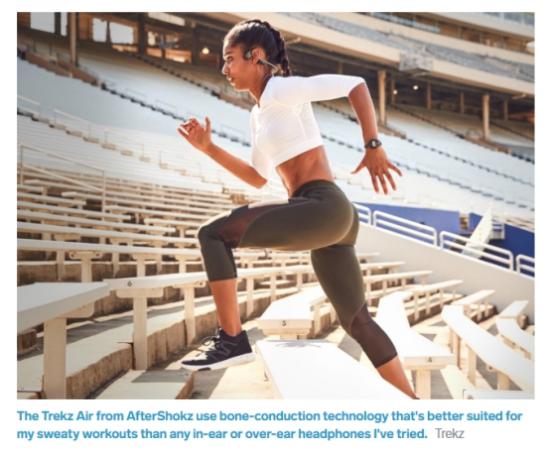 The Trekz Air from AfterShokz use bone-conduction technology that's better suited for
my sweaty workouts than any in-ear or over-ear headphones I've tried. Trekz